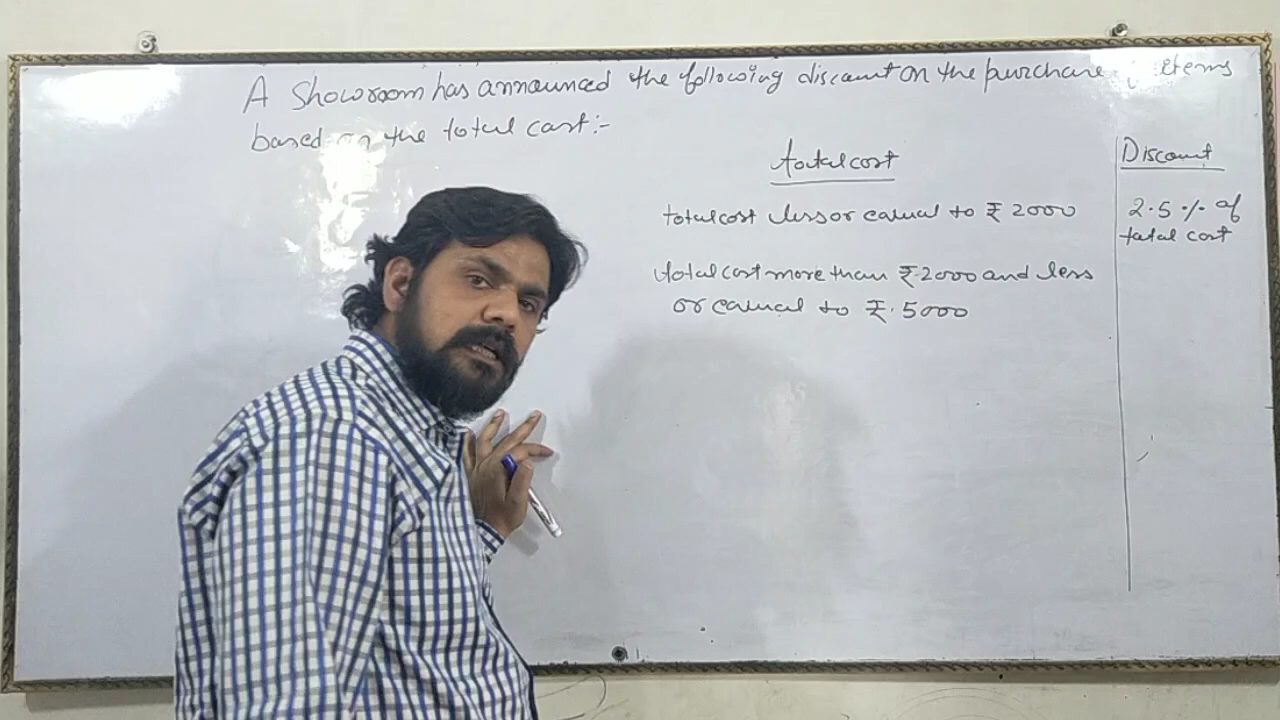 A Showroom has announced the following discount on the purchase items
based on the total cost:-
Total cost
Discount
total cost less or equal to ₹ 2000
2.5 % of
total cost
total cost more than ₹.2000 and less
or equal to ₹.5000